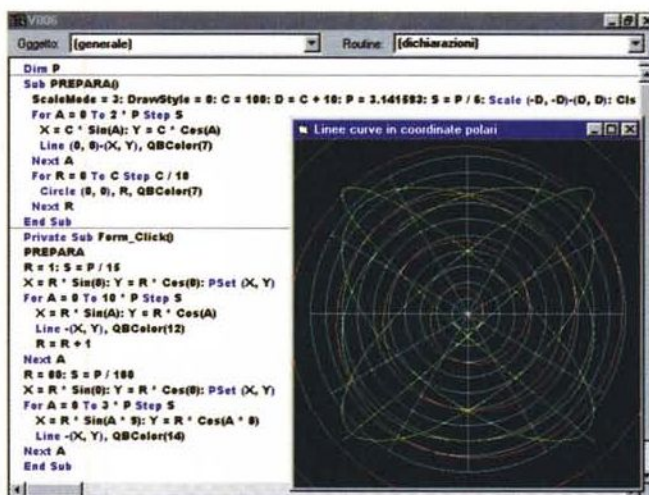 VB06
Oggetto: (generale)
Routine: (dichiarazioni)
Dim P
Sub PREPARA()
ScaleMode = 3: DrawStyle = 0: C = 100: D = C + 10: P = 3.141593: S = P / 6: Scale (-D, -D)-(D, D): Cls
For A = 0 To 2 * P Step S
X = C * Sin(A): Y = C * Cos(A)
Line (0, 0)-(X, Y), QBColor(7)
Next A
For R = 0 To C Step C / 10
Circle (0, 0), R, QBColor(7)
Next R
End Sub
Private Sub Form_Click()
PREPARA
R = 1: S = P / 15
X = R * Sin(0): Y = R * Cos(0): PSet (X, Y)
For A = 0 To 10 * P Step S
X = R * Sin(A): Y = R * Cos(A)
Line -(X, Y), QBColor(12)
R = R + 1
Next A
R = 80: S = P / 180
X = R * Sin(0): Y = R * Cos(0): PSet (X, Y)
For A = 0 To 3 * P Step S
X = R * Sin(A * 9): Y = R * Cos(A * 6)
Line -(X, Y), QBColor(14)
Next A
End Sub
Linee curve in coordinate polari